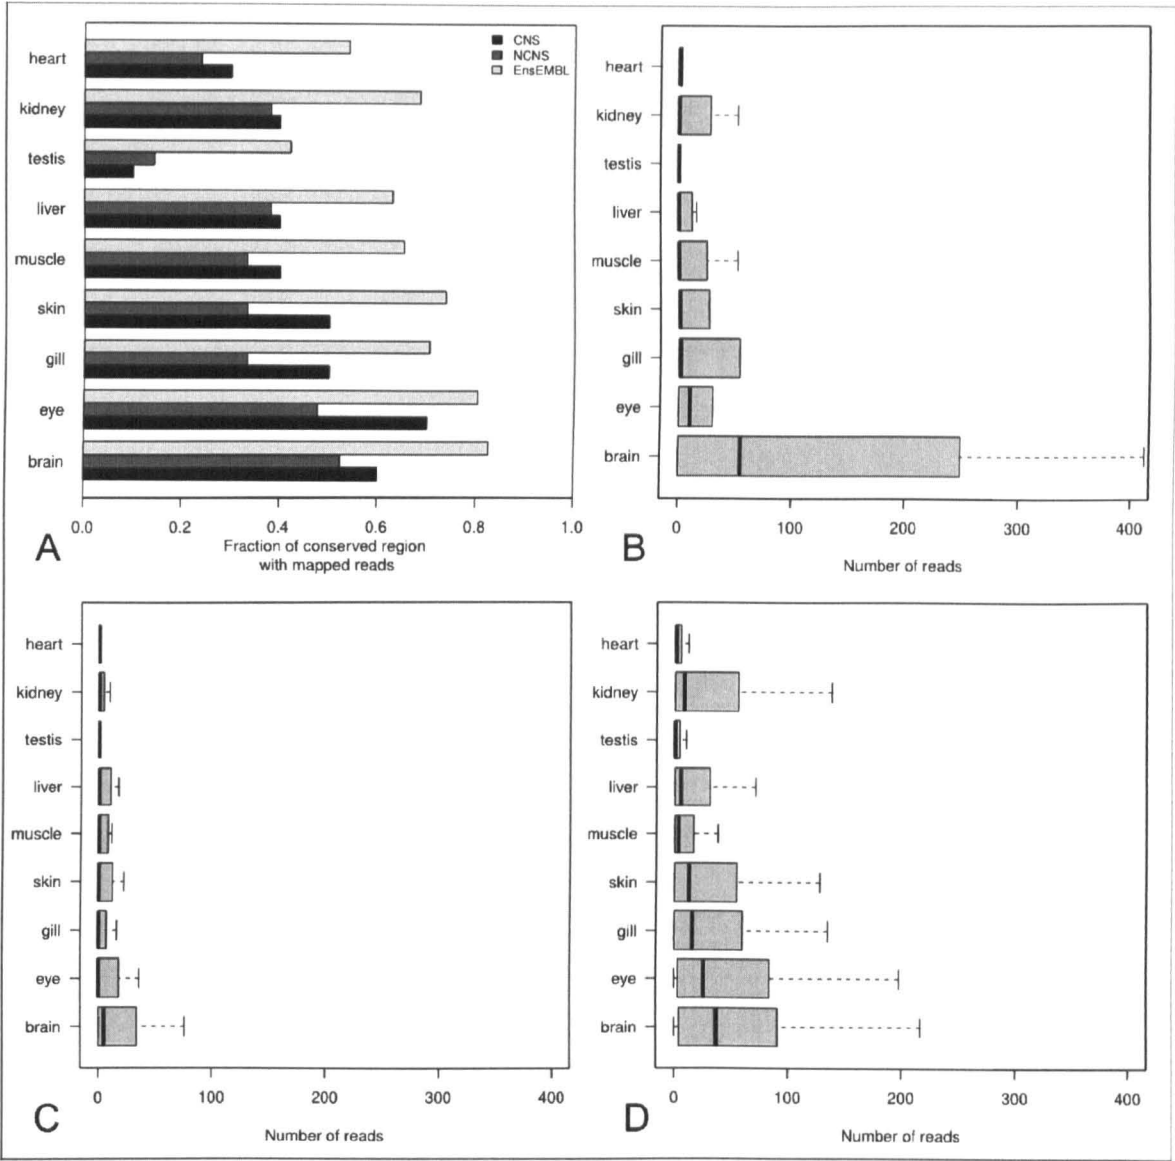 CNS
NCNS
EnsEMBL
heart
kidney
testis
liver
muscle
skin
gill
eye
brain
0.0 0.2 0.4 0.6 0.8 1.0
Fraction of conserved region
with mapped reads
A
heart
kidney
testis
liver
muscle
skin
gill
eye
brain
0 100 200 300 400
Number of reads
B
heart
kidney
testis
liver
muscle
skin
gill
eye
brain
0 100 200 300 400
Number of reads
C
heart
kidney
testis
liver
muscle
skin
gill
eye
brain
0 100 200 300 400
Number of reads
D